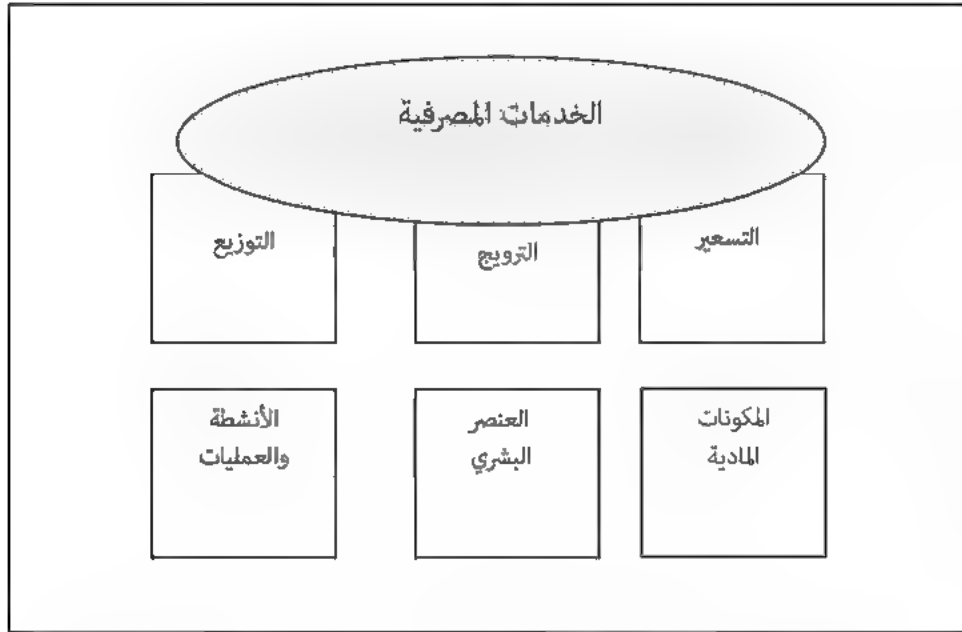 الخدمات المصرفية
التسعير
الترويج
التوزيع
المكونات
المادية
العنصر
البشري
الأنشطة
والعمليات